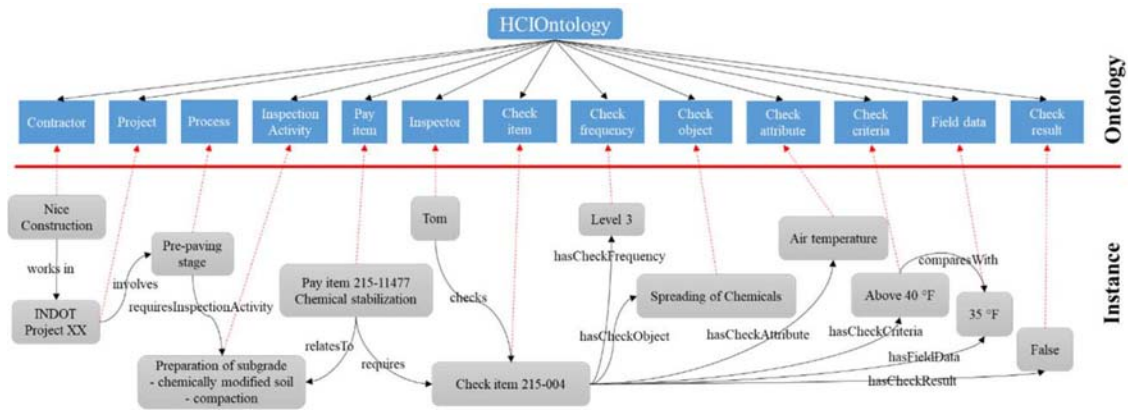 HCIOntology
Contractor
Project
Process
Inspection
Activity
Pay
item
Inspector
Check
item
Check
frequency
Check
object
Check
attribute
Check
criteria
Field data
Check
result
Ontology
Nice
Construction
works in
INDOT
Project XX
involves
Pre-paving
stage
requiresInspectionActivity
Preparation of subgrade
- chemically modified soil
- compaction
Pay item 215-11477
Chemical stabilization
relatesTo
requires
Tom
checks
Check item 215-004
Level 3
hasCheckFrequency
Spreading of Chemicals
hasCheckObject
Air temperature
hasCheckAttribute
Above 40 °F
hasCheckCriteria
comparesWith
35 °F
hasFieldData
False
hasCheckResult
Instance